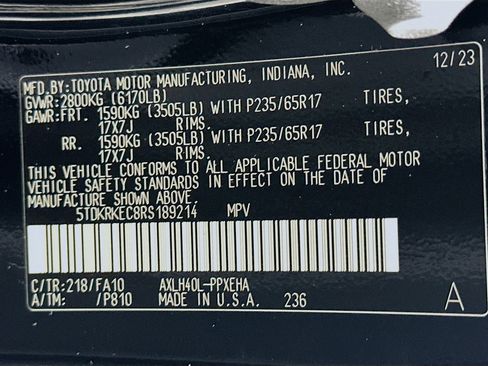 MFD.BY:TOYOTA MOTOR MANUFACTURING, INDIANA, INC. 12/23
GVWR:2800KG (6170LB)
GAWR:FRT. 1590KG (3505LB) WITH P235/65R17 TIRES,
17X7J RIMS.
RR. 1590KG (3505LB) WITH P235/65R17 TIRES,
17X7J RIMS.
THIS VEHICLE CONFORMS TO ALL APPLICABLE FEDERAL MOTOR
VEHICLE SAFETY STANDARDS IN EFFECT ON THE DATE OF
MANUFACTURE SHOWN ABOVE.
5TDKRKEC8RS189214 MPV
C/TR:218/FA10 AXLH40L-PPXEHA
A/TM: /P810 MADE IN U.S.A. 236 A